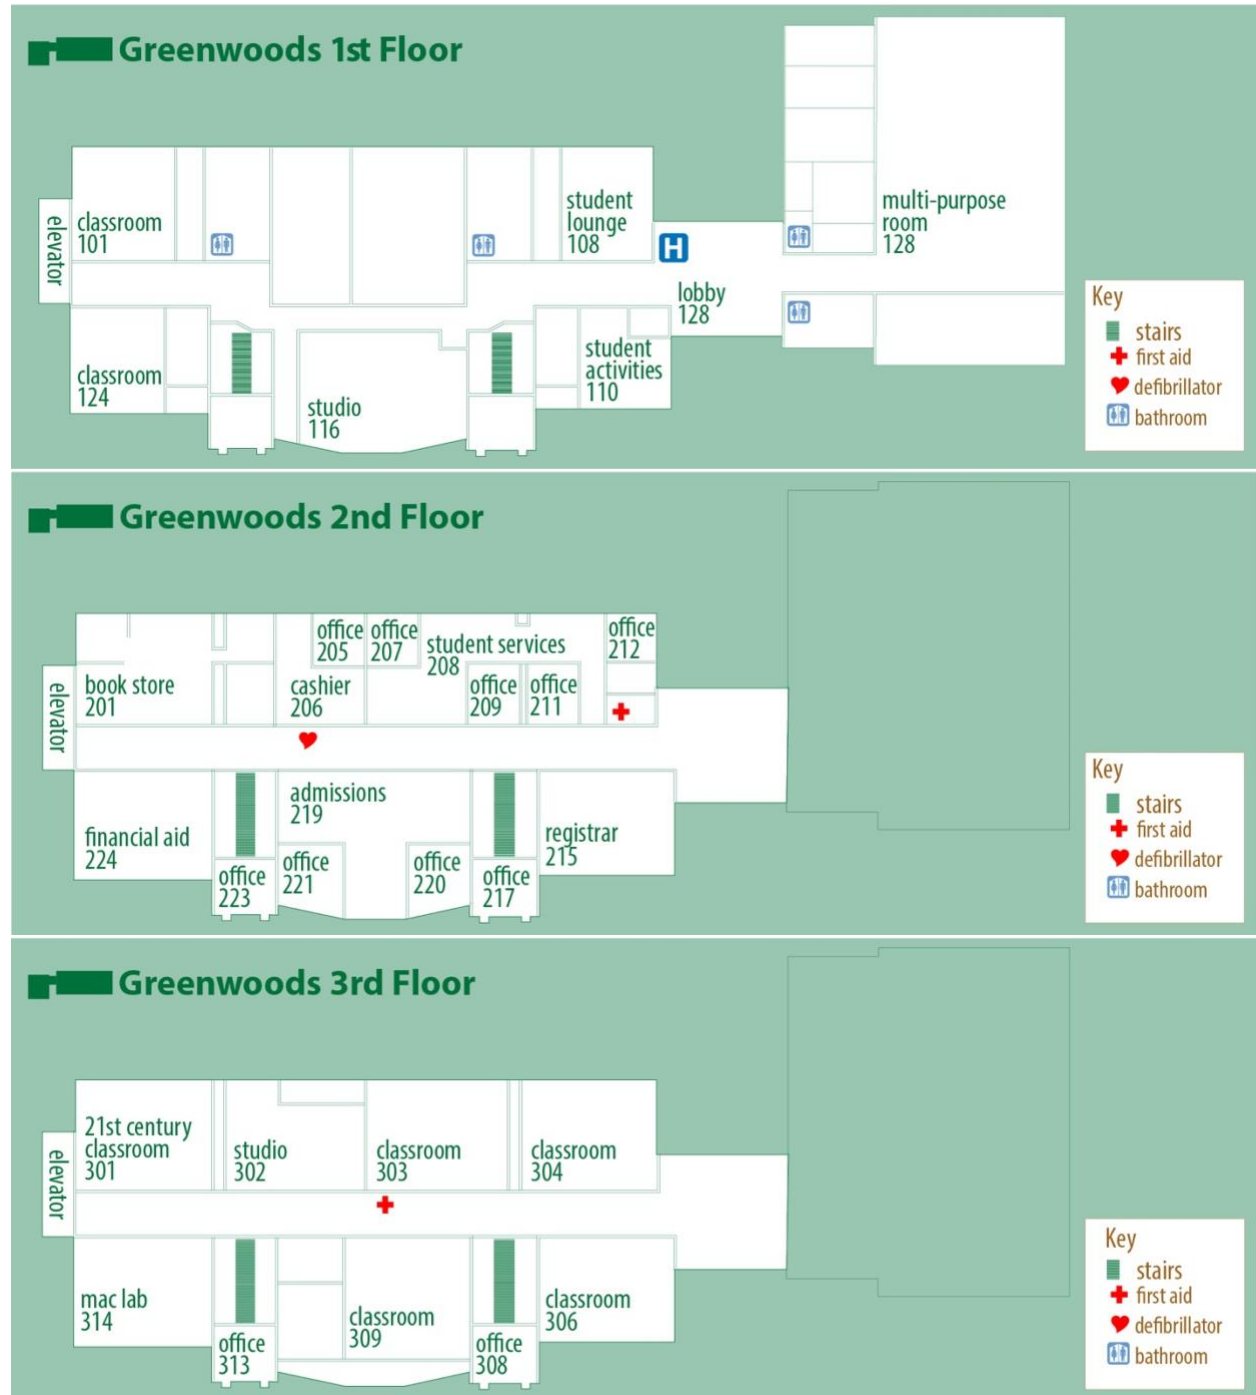 Greenwoods 1st Floor
elevator
classroom
101
student
lounge
108
H
multi-purpose
room
128
lobby
128
classroom
124
studio
116
student
activities
110
Key
stairs
first aid
defibrillator
bathroom
Greenwoods 2nd Floor
elevator
book store
201
office
205
office
207
cashier
206
student services
208
office
209
office
211
office
212
financial aid
224
office
223
admissions
219
office
221
office
220
office
217
registrar
215
Key
stairs
first aid
defibrillator
bathroom
Greenwoods 3rd Floor
elevator
21st century
classroom
301
studio
302
classroom
303
classroom
304
mac lab
314
office
313
classroom
309
office
308
classroom
306
Key
stairs
first aid
defibrillator
bathroom